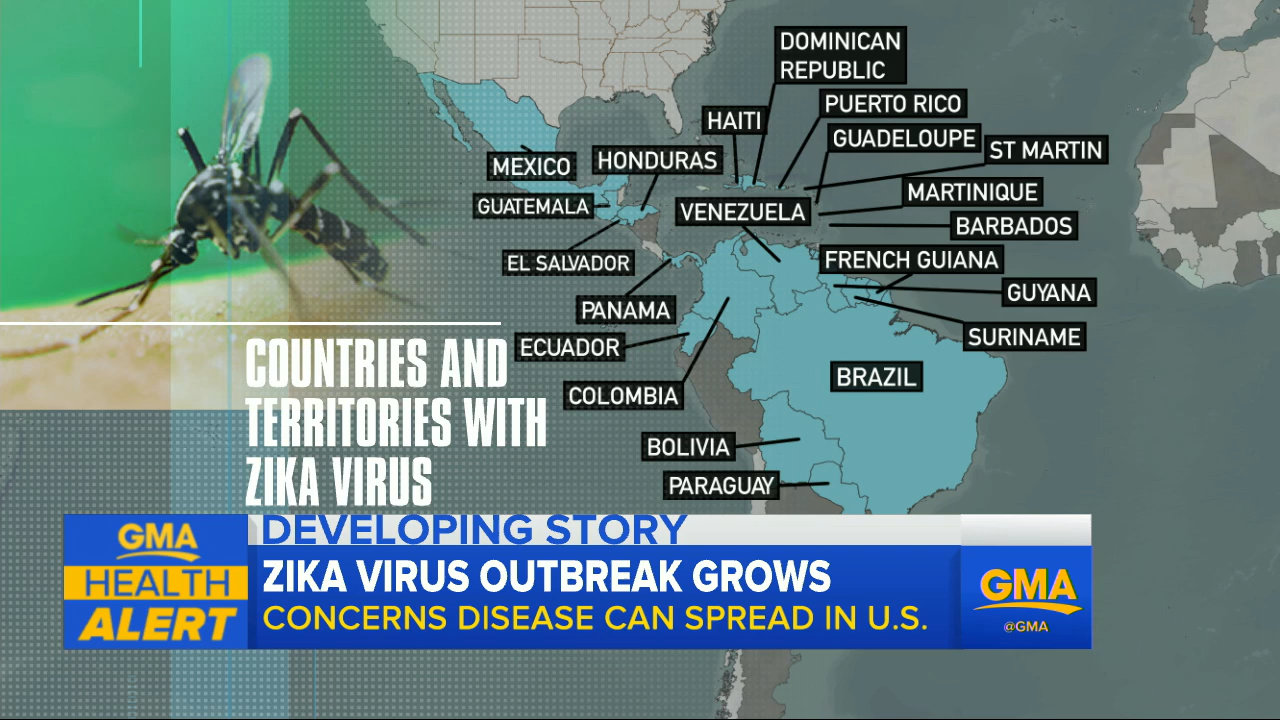 DOMINICAN
REPUBLIC
PUERTO RICO
HAITI
GUADELOUPE
ST MARTIN
MEXICO
HONDURAS
MARTINIQUE
GUATEMALA
VENEZUELA
BARBADOS
EL SALVADOR
FRENCH GUIANA
GUYANA
PANAMA
SURINAME
ECUADOR
BRAZIL
COLOMBIA
BOLIVIA
PARAGUAY
COUNTRIES AND
TERRITORIES WITH
ZIKA VIRUS
GMA
HEALTH
ALERT
DEVELOPING STORY
ZIKA VIRUS OUTBREAK GROWS
CONCERNS DISEASE CAN SPREAD IN U.S.
GMA
@GMA